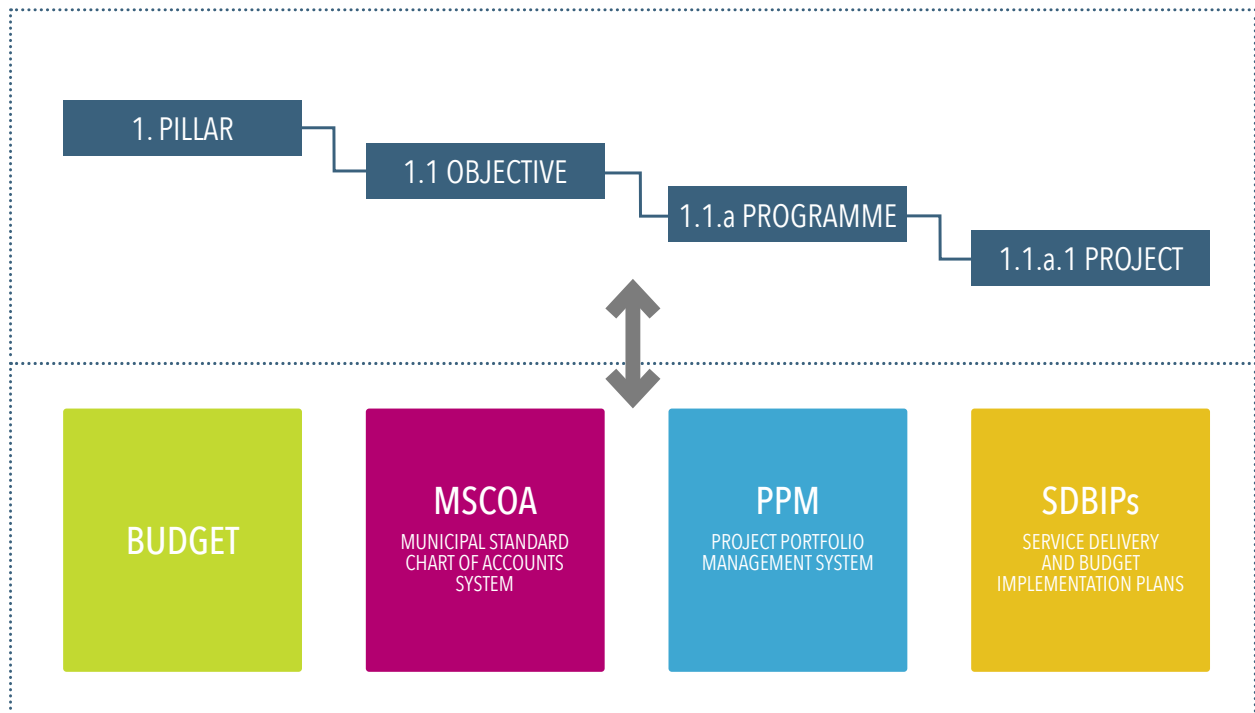 1. PILLAR
1.1 OBJECTIVE
1.1.a PROGRAMME
1.1.a.1 PROJECT
BUDGET
MSCOA
MUNICIPAL STANDARD
CHART OF ACCOUNTS
SYSTEM
PPM
PROJECT PORTFOLIO
MANAGEMENT SYSTEM
SDBIPs
SERVICE DELIVERY
AND BUDGET
IMPLEMENTATION PLANS